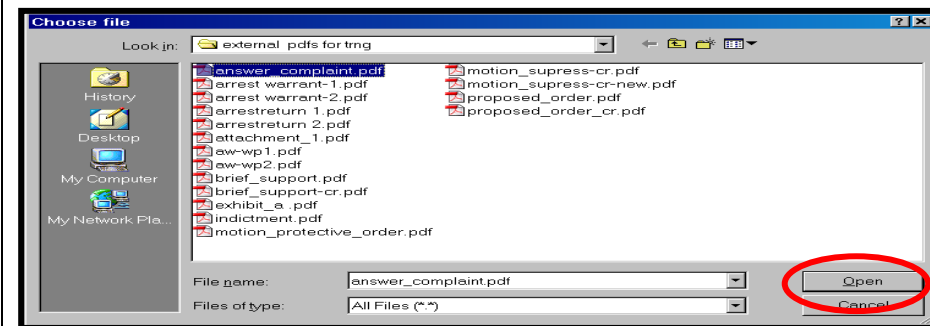 Choose file
Look in: external pdfs for trng
History
Desktop
My Computer
My Network Pla...
answer_complaint.pdf
arrest warrant-1.pdf
arrest warrant-2.pdf
arrestreturn 1.pdf
arrestreturn 2.pdf
attachment_1.pdf
aw-wp1.pdf
aw-wp2.pdf
brief_support.pdf
brief_support-cr.pdf
exhibit_a .pdf
indictment.pdf
motion_protective_order.pdf
motion_supress-cr.pdf
motion_supress-cr-new.pdf
proposed_order.pdf
proposed_order_cr.pdf
File name: answer_complaint.pdf Open
Files of type: All Files (*.*) Cancel